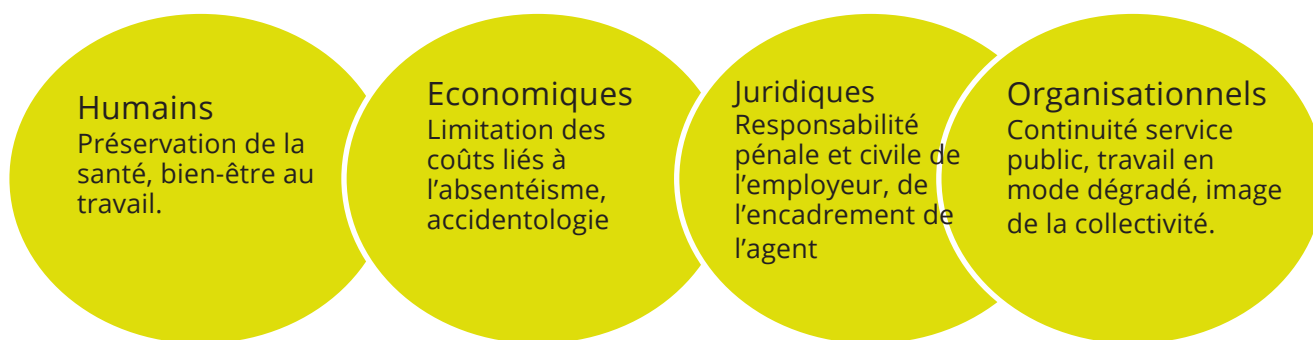 Humains
Préservation de la
santé, bien-être au
travail.
Economiques
Limitation des
coûts liés à
l’absentéisme,
accidentologie
Juridiques
Responsabilité
pénale et civile de
l’employeur, de
l’encadrement de
l’agent
Organisationnels
Continuité service
public, travail en
mode dégradé, image
de la collectivité.